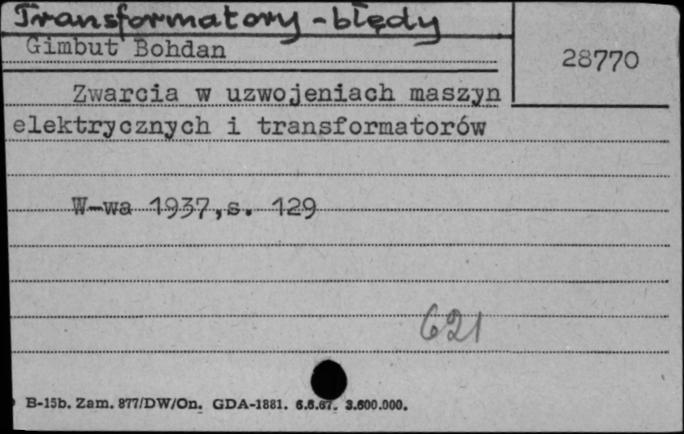 Transformatory - błędy
Gimbut Bohdan
28770
Zwarcia w uzwojeniach maszyn
elektrycznych i transformatorów
W-wa 1937, s. 129
621
B-15b. Zam. 877/DW/On. GDA-1881. 6.6.67. 3.600.000.